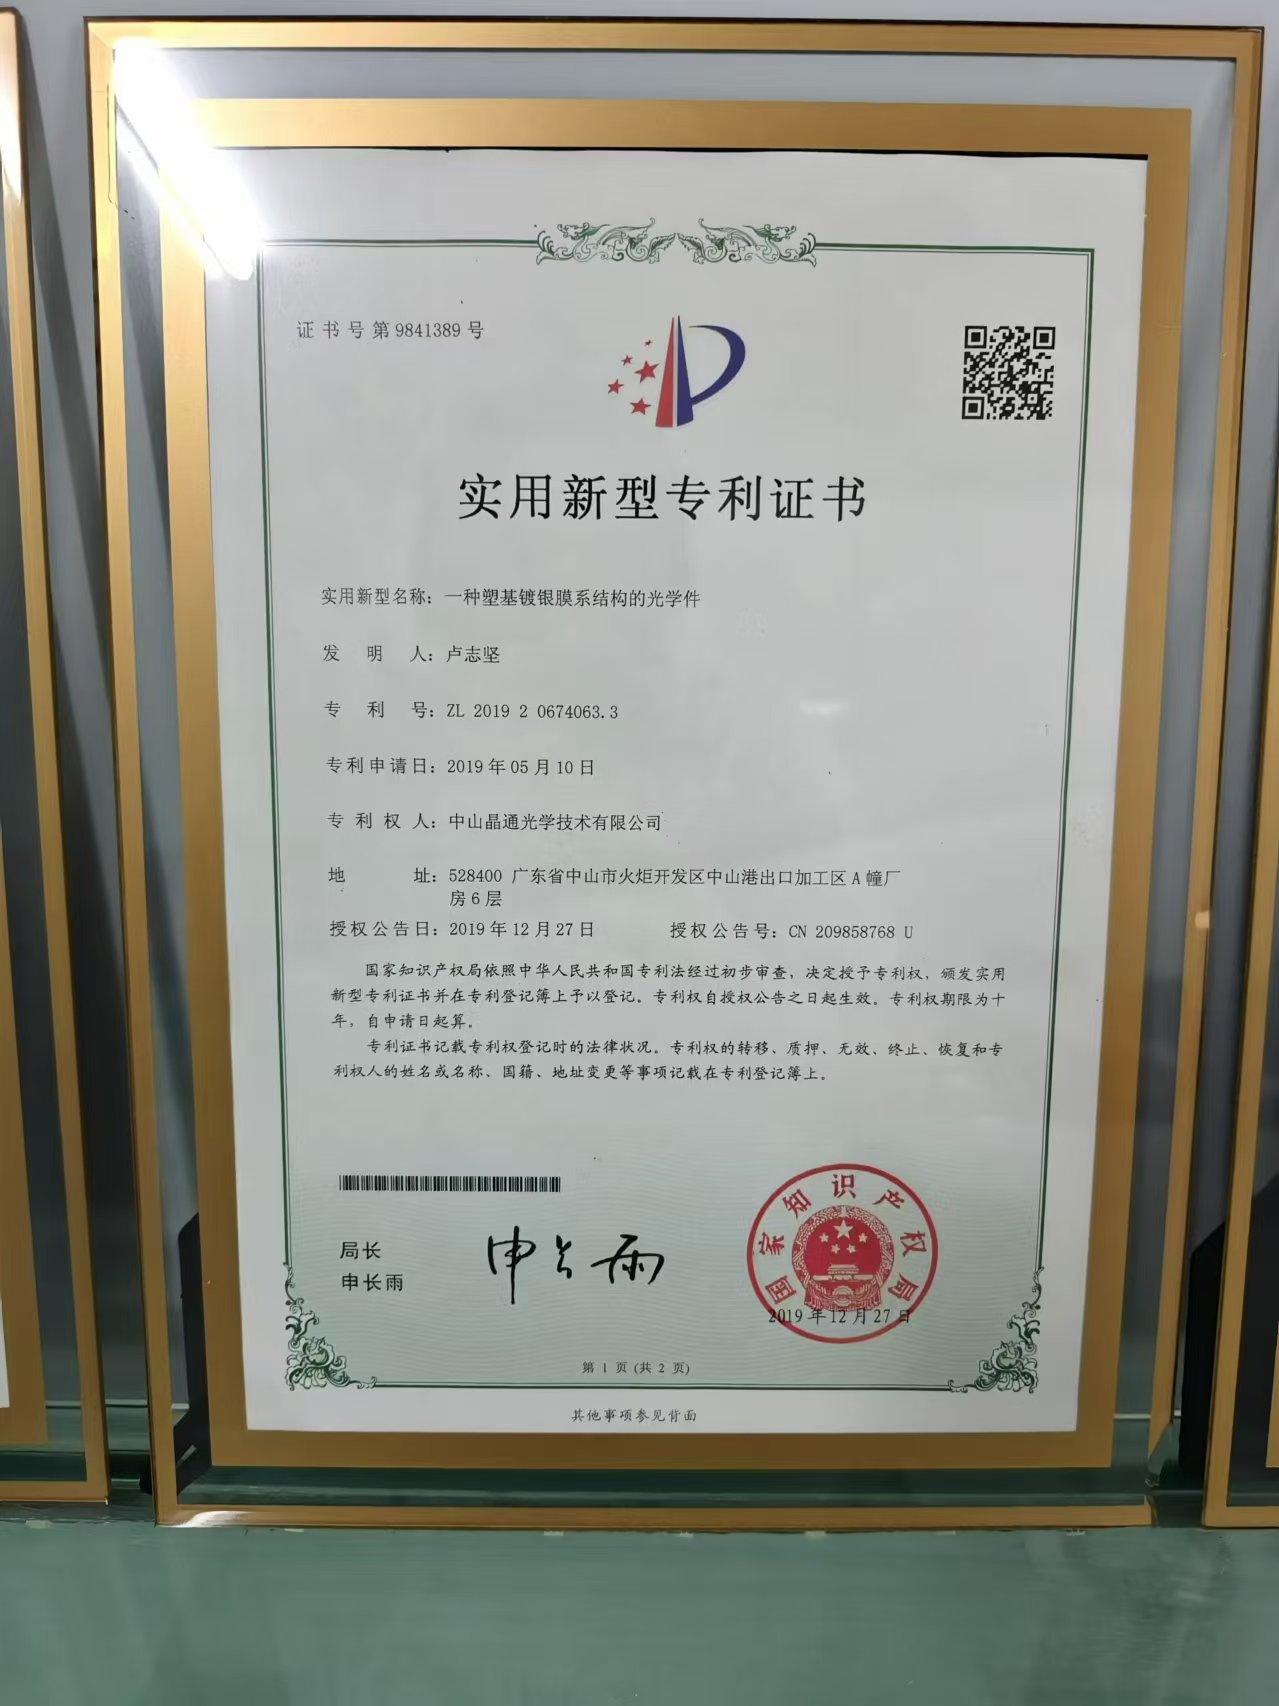 证书号第9841389号
实用新型专利证书
实用新型名称：一种塑基镀银膜系结构的光学件
发明人：卢志坚
专利号：ZL 2019 2 0674063.3
专利申请日：2019年05月10日
专利权人：中山晶通光学技术有限公司
地址：528400 广东省中山市火炬开发区中山港出口加工区A幢厂
房6层
授权公告日：2019年12月27日 授权公告号：CN 209858768 U
国家知识产权局依照中华人民共和国专利法经过初步审查，决定授予专利权，颁发实用
新型专利证书并在专利登记簿上予以登记。专利权自授权公告之日起生效。专利权期限为十
年，自申请日起算。
专利证书记载专利权登记时的法律状况。专利权的转移、质押、无效、终止、恢复和专
利权人的姓名或名称、国籍、地址变更等事项记载在专利登记簿上。
局长
申长雨
申长雨
国家知识产权局
2019年12月27日
第 1 页 (共 2 页)
其他事项参见背面